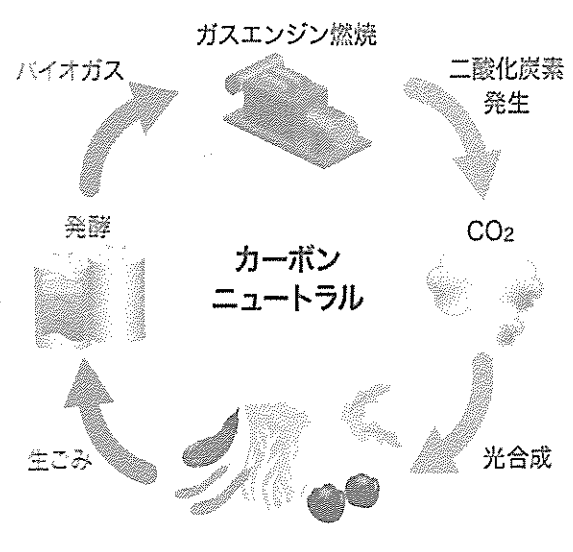 ガスエンジン燃焼
バイオガス
二酸化炭素
発生
発酵
CO₂
カーボン
ニュートラル
生ごみ
光合成